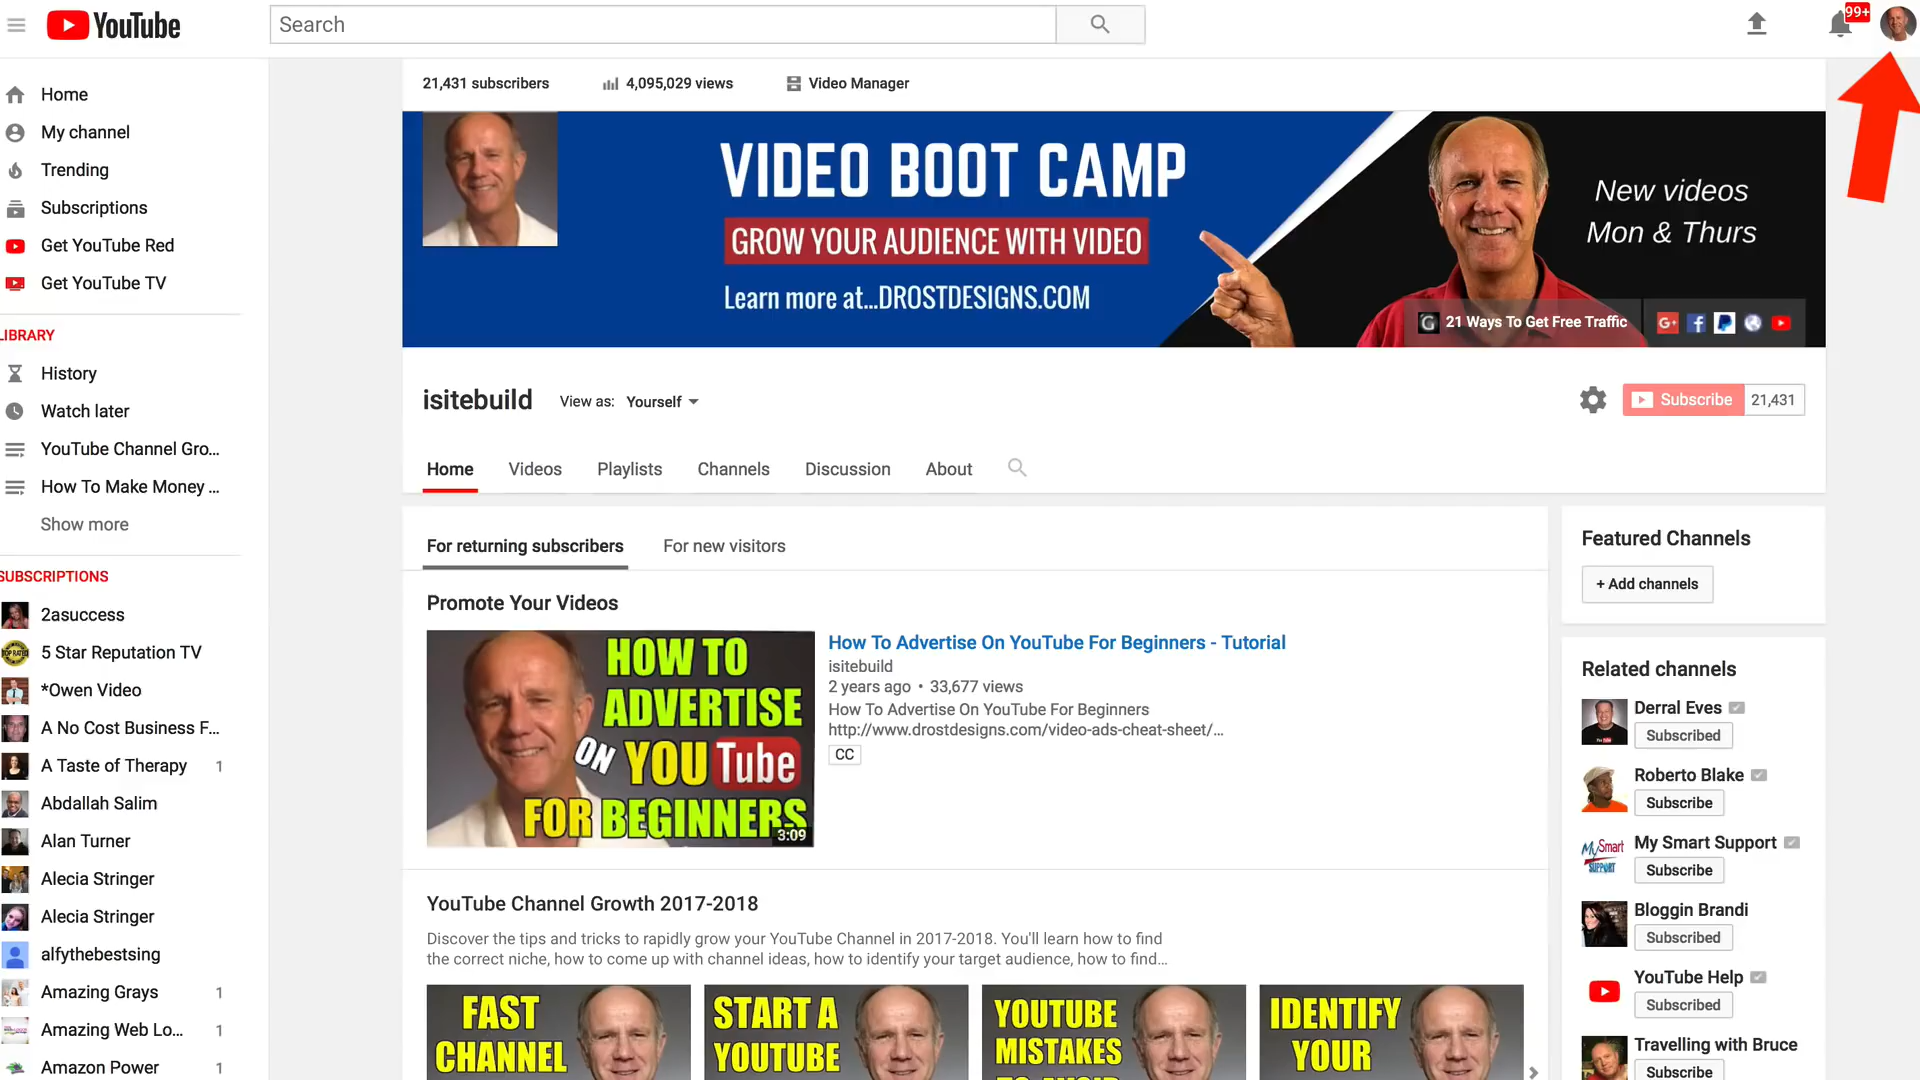 YouTube
Search
99+
Home
My channel
Trending
Subscriptions
Get YouTube Red
Get YouTube TV
LIBRARY
History
Watch later
YouTube Channel Gro...
How To Make Money ...
Show more
SUBSCRIPTIONS
2asuccess
TOP RATED
5 Star Reputation TV
*Owen Video
A No Cost Business F...
A Taste of Therapy 1
Abdallah Salim
Alan Turner
Alecia Stringer
Alecia Stringer
alfythebestsing
Amazing Grays 1
Amazing Web Lo... 1
Amazon Power 1
21,431 subscribers 4,095,029 views Video Manager
VIDEO BOOT CAMP
GROW YOUR AUDIENCE WITH VIDEO
Learn more at...DROSTDESIGNS.COM
New videos
Mon & Thurs
G 21 Ways To Get Free Traffic G+ f P
isitebuild View as: Yourself
Subscribe 21,431
Home Videos Playlists Channels Discussion About
For returning subscribers For new visitors
Promote Your Videos
HOW TO
ADVERTISE
ON YOU Tube
FOR BEGINNERS
3:09
How To Advertise On YouTube For Beginners - Tutorial
isitebuild
2 years ago • 33,677 views
How To Advertise On YouTube For Beginners
http://www.drostdesigns.com/video-ads-cheat-sheet/...
CC
YouTube Channel Growth 2017-2018
Discover the tips and tricks to rapidly grow your YouTube Channel in 2017-2018. You'll learn how to find
the correct niche, how to come up with channel ideas, how to identify your target audience, how to find...
FAST
CHANNEL
START A
YOUTUBE
YOUTUBE
MISTAKES
TO AVOID
IDENTIFY
YOUR
Featured Channels
+ Add channels
Related channels
Derral Eves
Subscribed
Roberto Blake
Subscribe
My Smart
SUPPORT
My Smart Support
Subscribe
Bloggin Brandi
Subscribed
YouTube Help
Subscribed
Travelling with Bruce
Subscribe